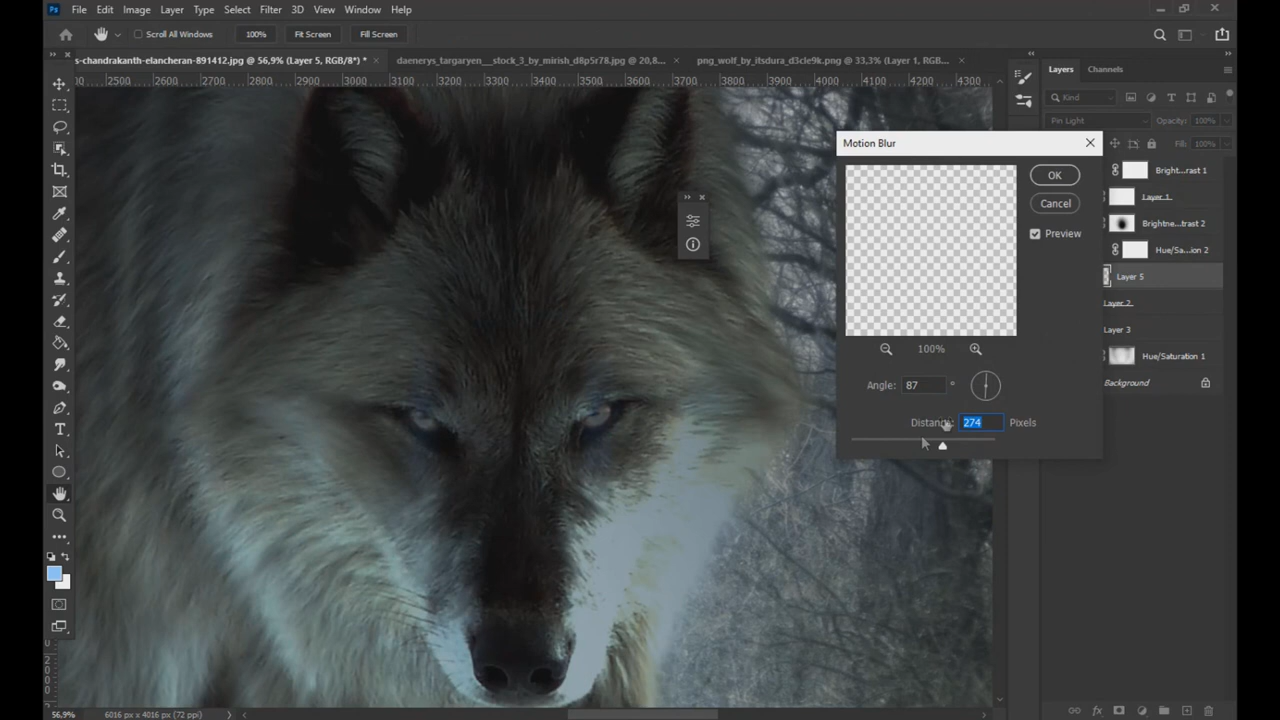 Ps File Edit Image Layer Type Select Filter 3D View Window Help
Scroll All Windows 100% Fit Screen Fill Screen
s-chandrakanth-elancheran-891412.jpg @ 56,9% (Layer 5, RGB/8*) *
daenerys_targaryen__stock_3_by_mirish_d8p5r78.jpg @ 20,8...
png_wolf_by_itsdura_d3cle9k.png @ 33,3% (Layer 1, RGB...
2500 2600 2700 2800 2900 3000 3100 3200 3300 3400 3500 3600 3700 3800 3900 4000 4100 4200 4300
Layers Channels
Kind
Pin Light Opacity: 100%
Fill: 100%
Motion Blur
OK
Cancel
Preview
100%
Angle: 87 °
Distance: 274 Pixels
Bright...rast 1
Layer 1
Brightne...trast 2
Hue/Sa...ion 2
Layer 5
Layer 2
Layer 3
Hue/Saturation 1
Background
56,9% 6016 px x 4016 px (72 ppi)